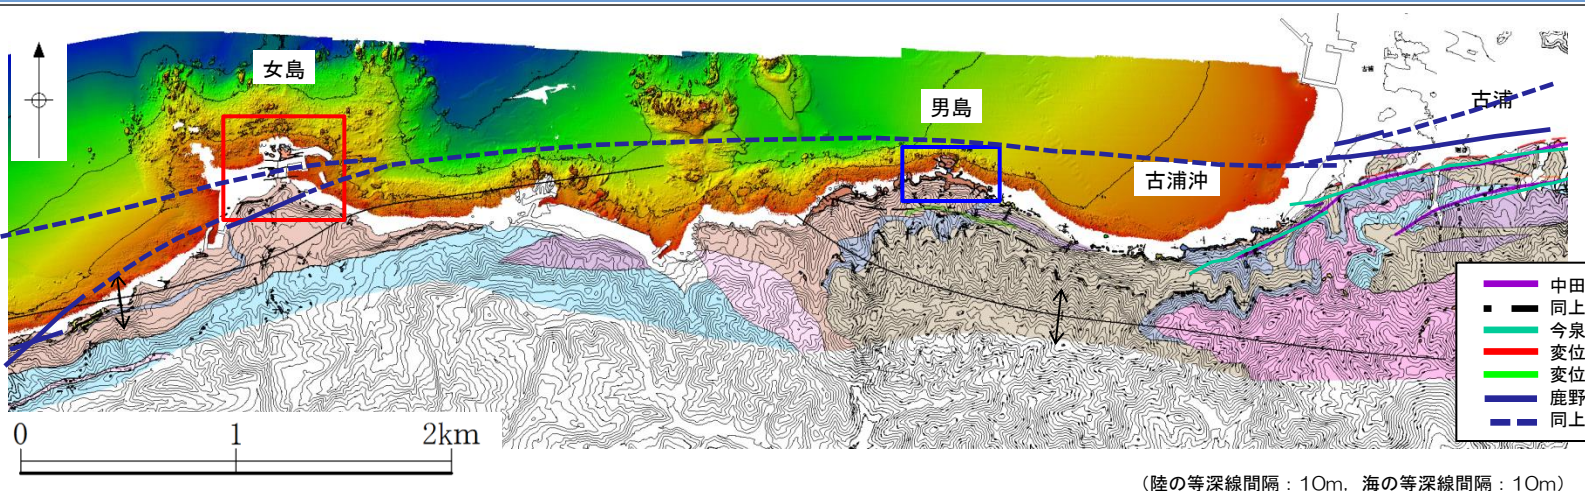 女島
男島
古浦
古浦沖
中田
同上
今泉
変位
変位
鹿野
同上
0 1 2km
（陸の等深線間隔：10m，海の等深線間隔：10m）